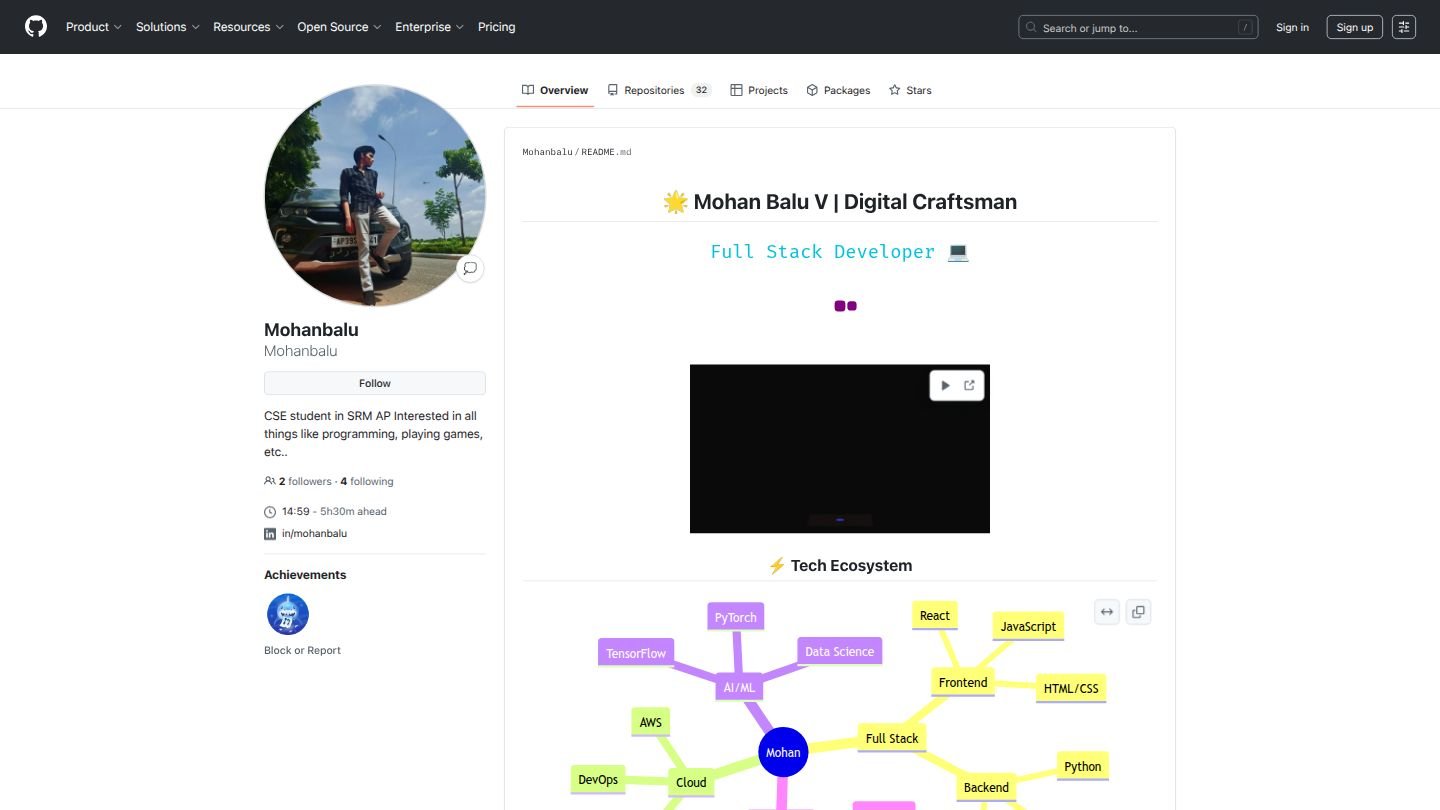 Product
Solutions
Resources
Open Source
Enterprise
Pricing
Search or jump to...
/
Sign in
Sign up
Overview
Repositories 32
Projects
Packages
Stars
Mohanbalu
Mohanbalu
Follow
CSE student in SRM AP Interested in all
things like programming, playing games,
etc..
2 followers · 4 following
14:59 - 5h30m ahead
in/mohanbalu
Achievements
Block or Report
Mohanbalu / README.md
Mohan Balu V | Digital Craftsman
Full Stack Developer
Tech Ecosystem
PyTorch
TensorFlow
Data Science
AI/ML
React
JavaScript
Frontend
HTML/CSS
AWS
Mohan
Full Stack
DevOps
Cloud
Python
Backend